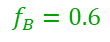 f_B = 0.6